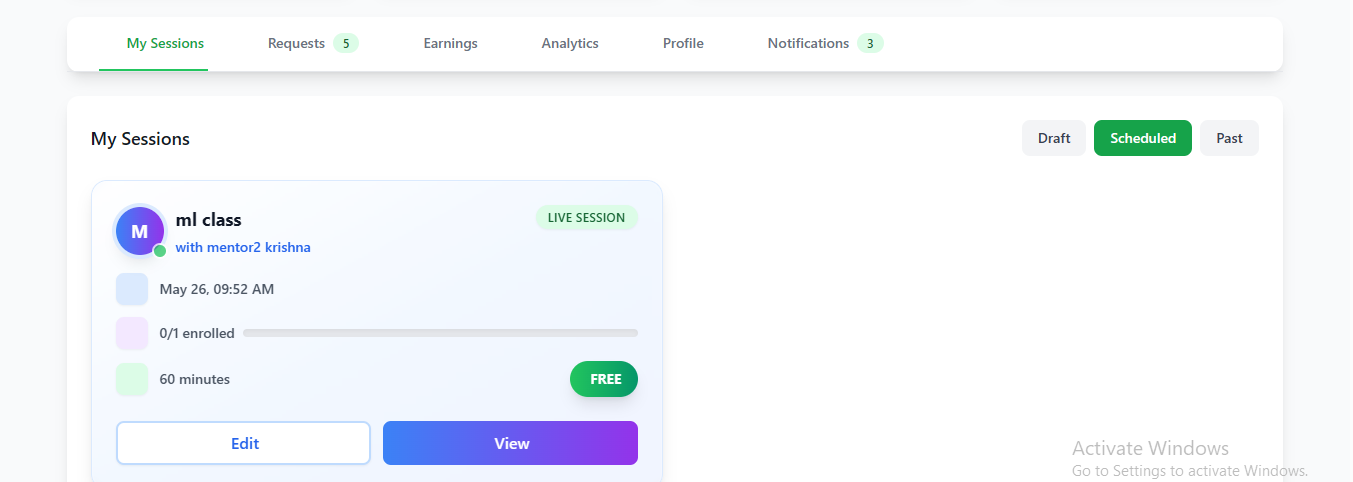 My Sessions Requests 5 Earnings Analytics Profile Notifications 3
My Sessions Draft Scheduled Past
M ml class LIVE SESSION
with mentor2 krishna
May 26, 09:52 AM
0/1 enrolled
60 minutes FREE
Edit View
Activate Windows
Go to Settings to activate Windows.